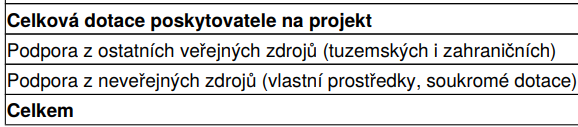 Celková dotace poskytovatele na projekt
Podpora z ostatních veřejných zdrojů (tuzemských i zahraničních)
Podpora z neveřejných zdrojů (vlastní prostředky, soukromé dotace)
Celkem